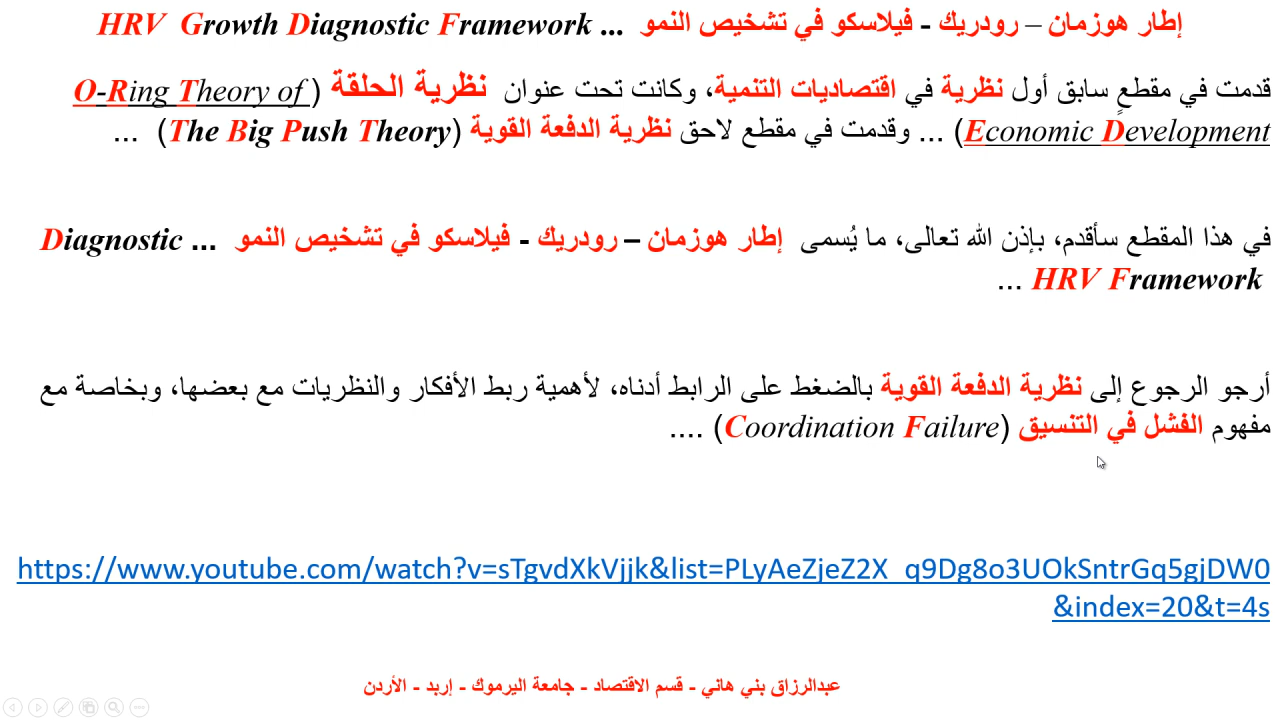 إطار هوزمان – رودريك - فيلاسكو في تشخيص النمو ... HRV Growth Diagnostic Framework
قدمت في مقطعٍ سابق أول نظرية في اقتصاديات التنمية، وكانت تحت عنوان نظرية الحلقة (O-Ring Theory of
Economic Development) ... وقدمت في مقطع لاحق نظرية الدفعة القوية (The Big Push Theory) ...
في هذا المقطع سأقدم، بإذن الله تعالى، ما يُسمى إطار هوزمان – رودريك - فيلاسكو في تشخيص النمو ... Diagnostic
HRV Framework ...
أرجو الرجوع إلى نظرية الدفعة القوية بالضغط على الرابط أدناه، لأهمية ربط الأفكار والنظريات مع بعضها، وبخاصة مع
مفهوم الفشل في التنسيق (Coordination Failure) ....
https://www.youtube.com/watch?v=sTgvdXkVjjk&list=PLyAeZjeZ2X_q9Dg8o3UOkSntrGq5gjDW0
&index=20&t=4s
عبدالرزاق بني هاني - قسم الاقتصاد - جامعة اليرموك - إربد - الأردن